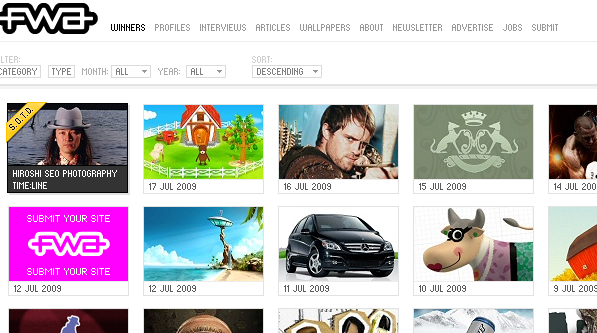 fwa
WINNERS PROFILES INTERVIEWS ARTICLES WALLPAPERS ABOUT NEWSLETTER ADVERTISE JOBS SUBMIT
LTER: SORT:
CATEGORY TYPE MONTH: ALL YEAR: ALL DESCENDING
S.O.T.D.
HIROSHI SEO PHOTOGRAPHY
TIME:LINE
17 JUL 2009
16 JUL 2009
15 JUL 2009
14 JUL 200
SUBMIT YOUR SITE
fwa
SUBMIT YOUR SITE
12 JUL 2009
12 JUL 2009
11 JUL 2009
10 JUL 2009
9 JUL 2009